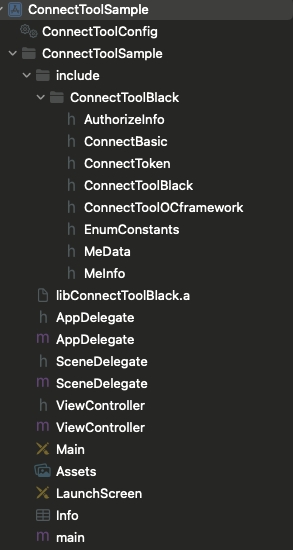 ConnectToolSample
ConnectToolConfig
ConnectToolSample
include
ConnectToolBlack
h AuthorizeInfo
h ConnectBasic
h ConnectToken
h ConnectToolBlack
h ConnectToolOCframework
h EnumConstants
h MeData
h MeInfo
libConnectToolBlack.a
h AppDelegate
m AppDelegate
h SceneDelegate
m SceneDelegate
h ViewController
m ViewController
Main
Assets
LaunchScreen
Info
m main